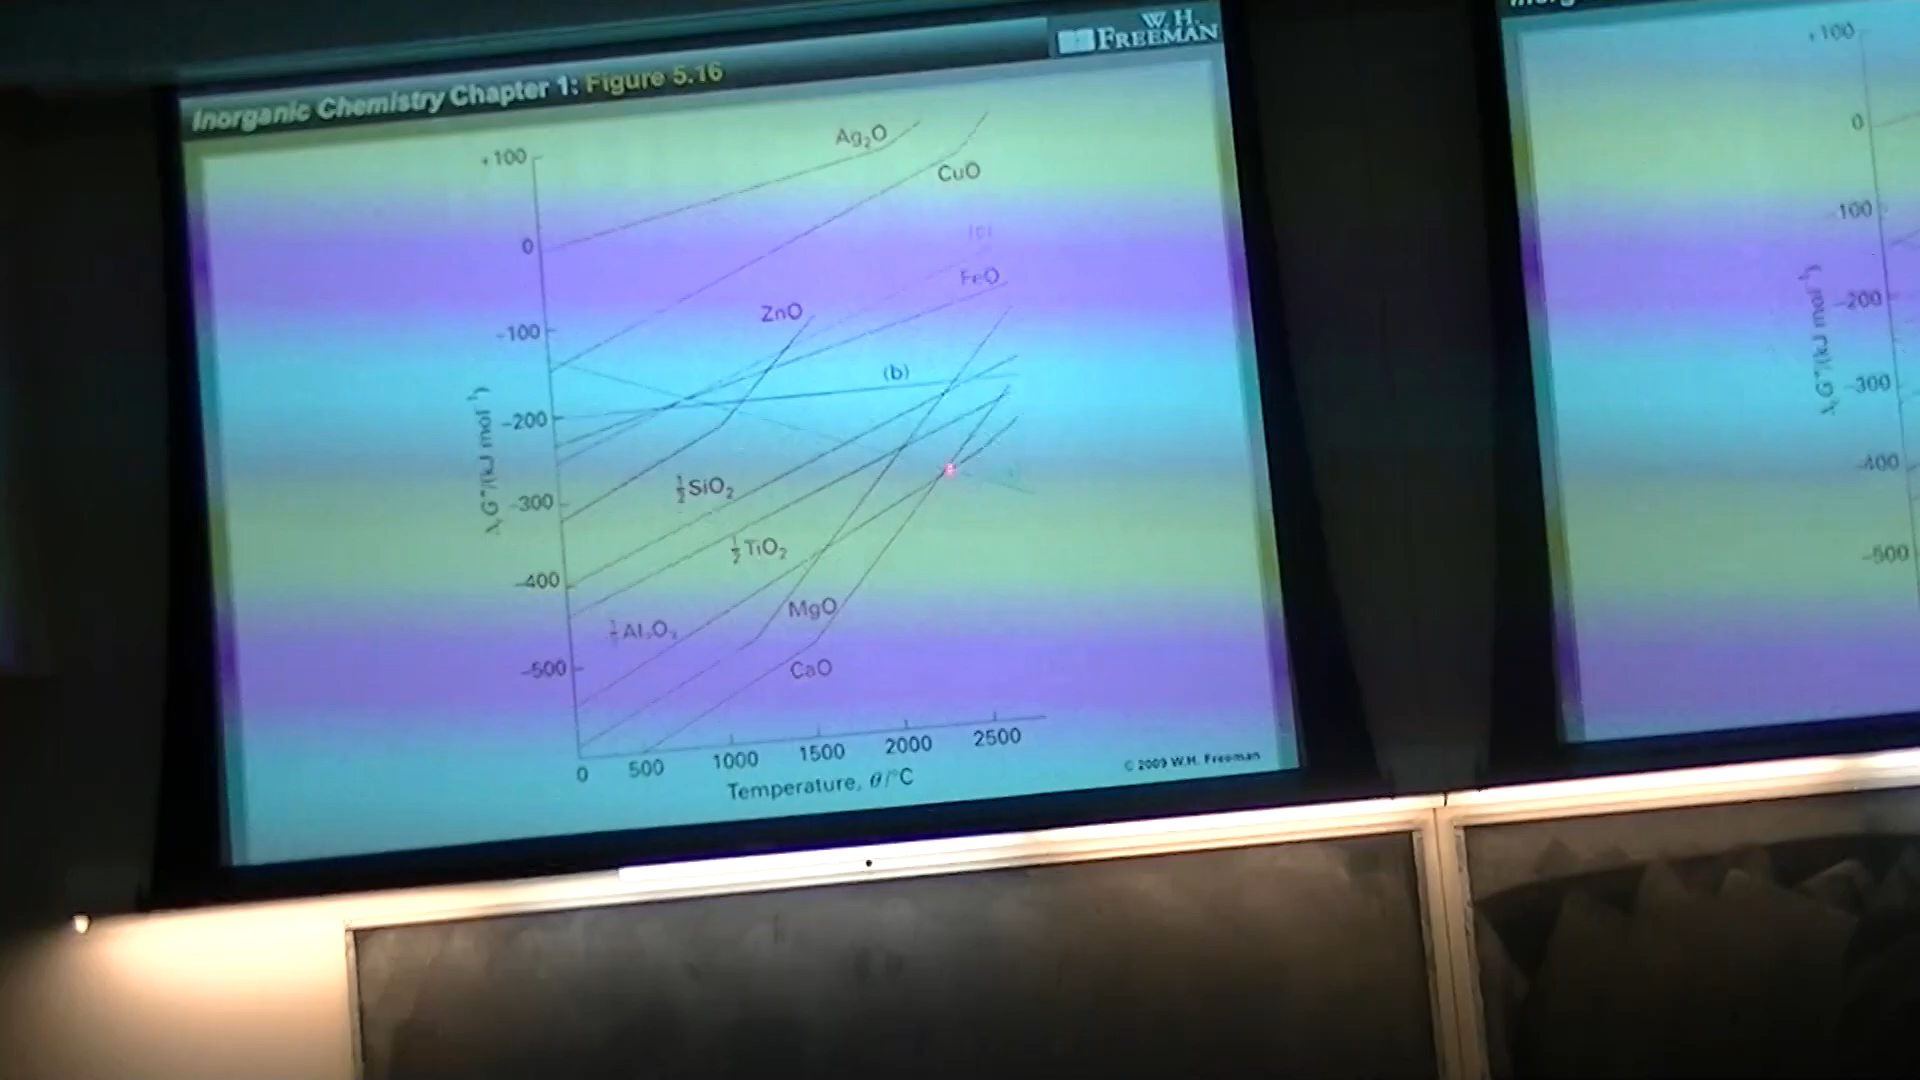 W. H.
FREEMAN
Inorganic Chemistry Chapter 1: Figure 5.16
+100
0
-100
-200
-300
-400
-500
Ag₂O
CuO
(c)
FeO
ZnO
(b)
½SiO₂
½TiO₂
MgO
CaO
0 500 1000 1500 2000 2500
Temperature, θ/°C
© 2009 W.H. Freeman
+100
0
-100
-200
-300
-400
-500